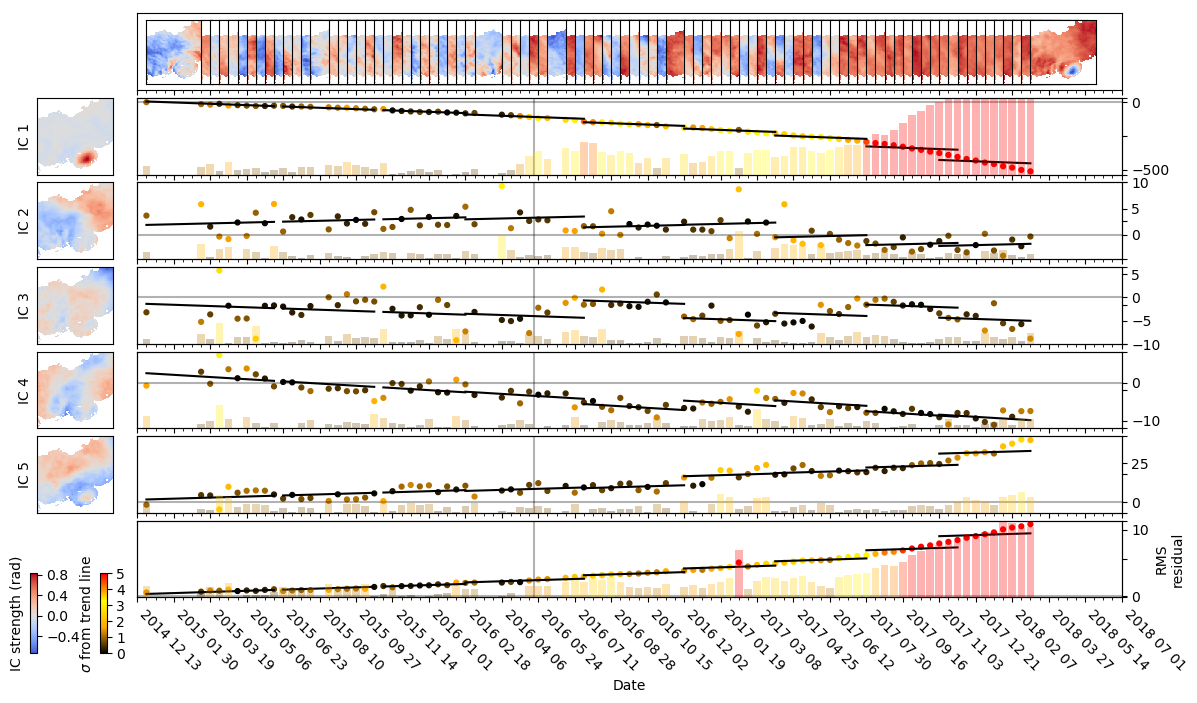 IC 1
0
−500
IC 2
10
5
0
IC 3
5
0
−5
−10
IC 4
0
−10
IC 5
25
0
10
0
RMS
residual
IC strength (rad)
0.8
0.4
0.0
−0.4
σ from trend line
5
4
3
2
1
0
2014 12 13
2015 01 30
2015 03 19
2015 05 06
2015 06 23
2015 08 10
2015 09 27
2015 11 14
2016 01 01
2016 02 18
2016 04 06
2016 05 24
2016 07 11
2016 08 28
2016 10 15
2016 12 02
2017 01 19
2017 03 08
2017 04 25
2017 06 12
2017 07 30
2017 09 16
2017 11 03
2017 12 21
2018 02 07
2018 03 27
2018 05 14
2018 07 01
Date